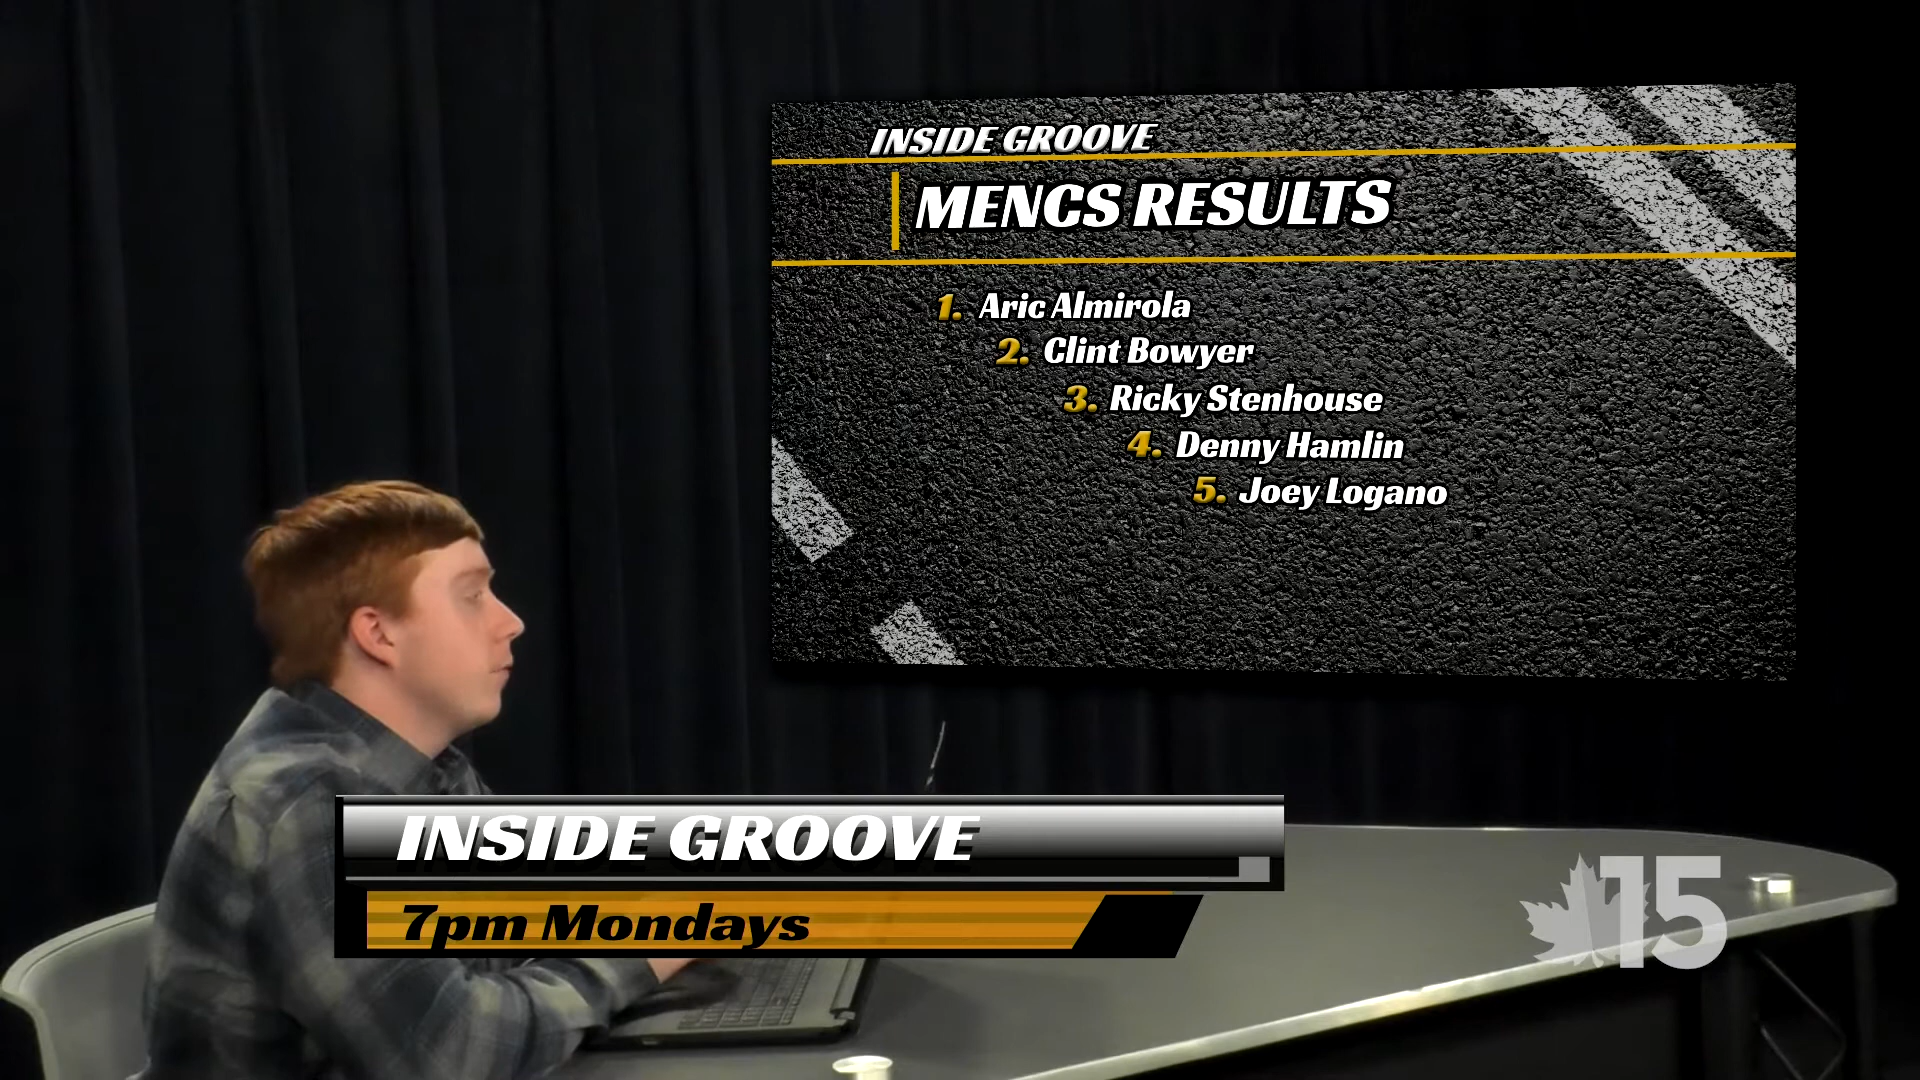 INSIDE GROOVE
MENCS RESULTS
1. Aric Almirola
2. Clint Bowyer
3. Ricky Stenhouse
4. Denny Hamlin
5. Joey Logano
INSIDE GROOVE
7pm Mondays
15